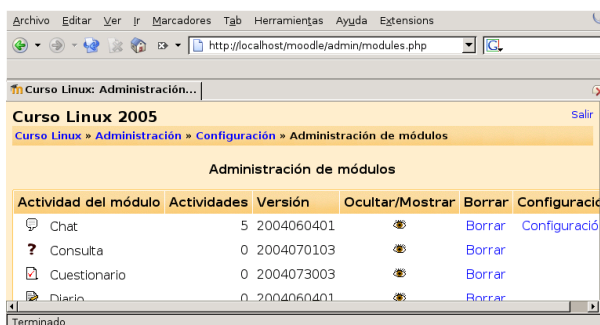 Archivo Editar Ver Ir Marcadores Tab Herramientas Ayuda Extensions
http://localhost/moodle/admin/modules.php
Curso Linux: Administración...
Curso Linux 2005 Salir
Curso Linux » Administración » Configuración » Administración de módulos
Administración de módulos
Actividad del módulo Actividades Versión Ocultar/Mostrar Borrar Configuració
Chat 5 2004060401 Borrar Configuració
? Consulta 0 2004070103 Borrar
Cuestionario 0 2004073003 Borrar
Diario 0 2004060401 Borrar
Terminado